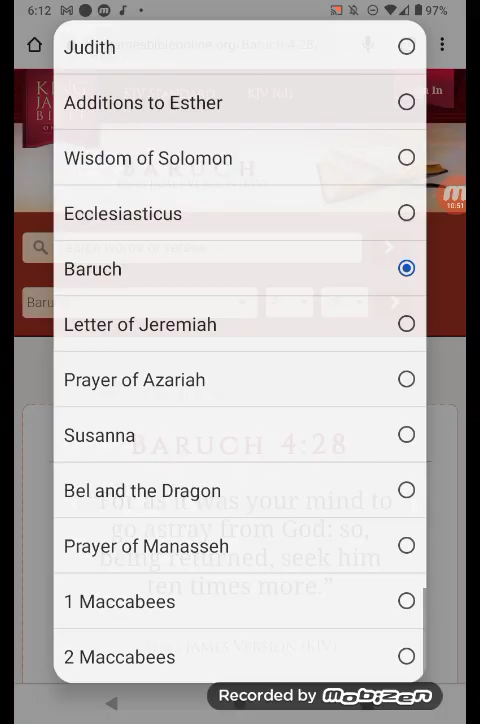 6:12
97%
Judith
Additions to Esther
Wisdom of Solomon
Ecclesiasticus
Baruch
Letter of Jeremiah
Prayer of Azariah
Susanna
Bel and the Dragon
Prayer of Manasseh
1 Maccabees
2 Maccabees
BARUCH
10:51
BARUCH 4:28
For as it was your mind to
go astray from God: so,
being returned, seek him
ten times more.”
KING JAMES VERSION (KJV)
Recorded by mobizen